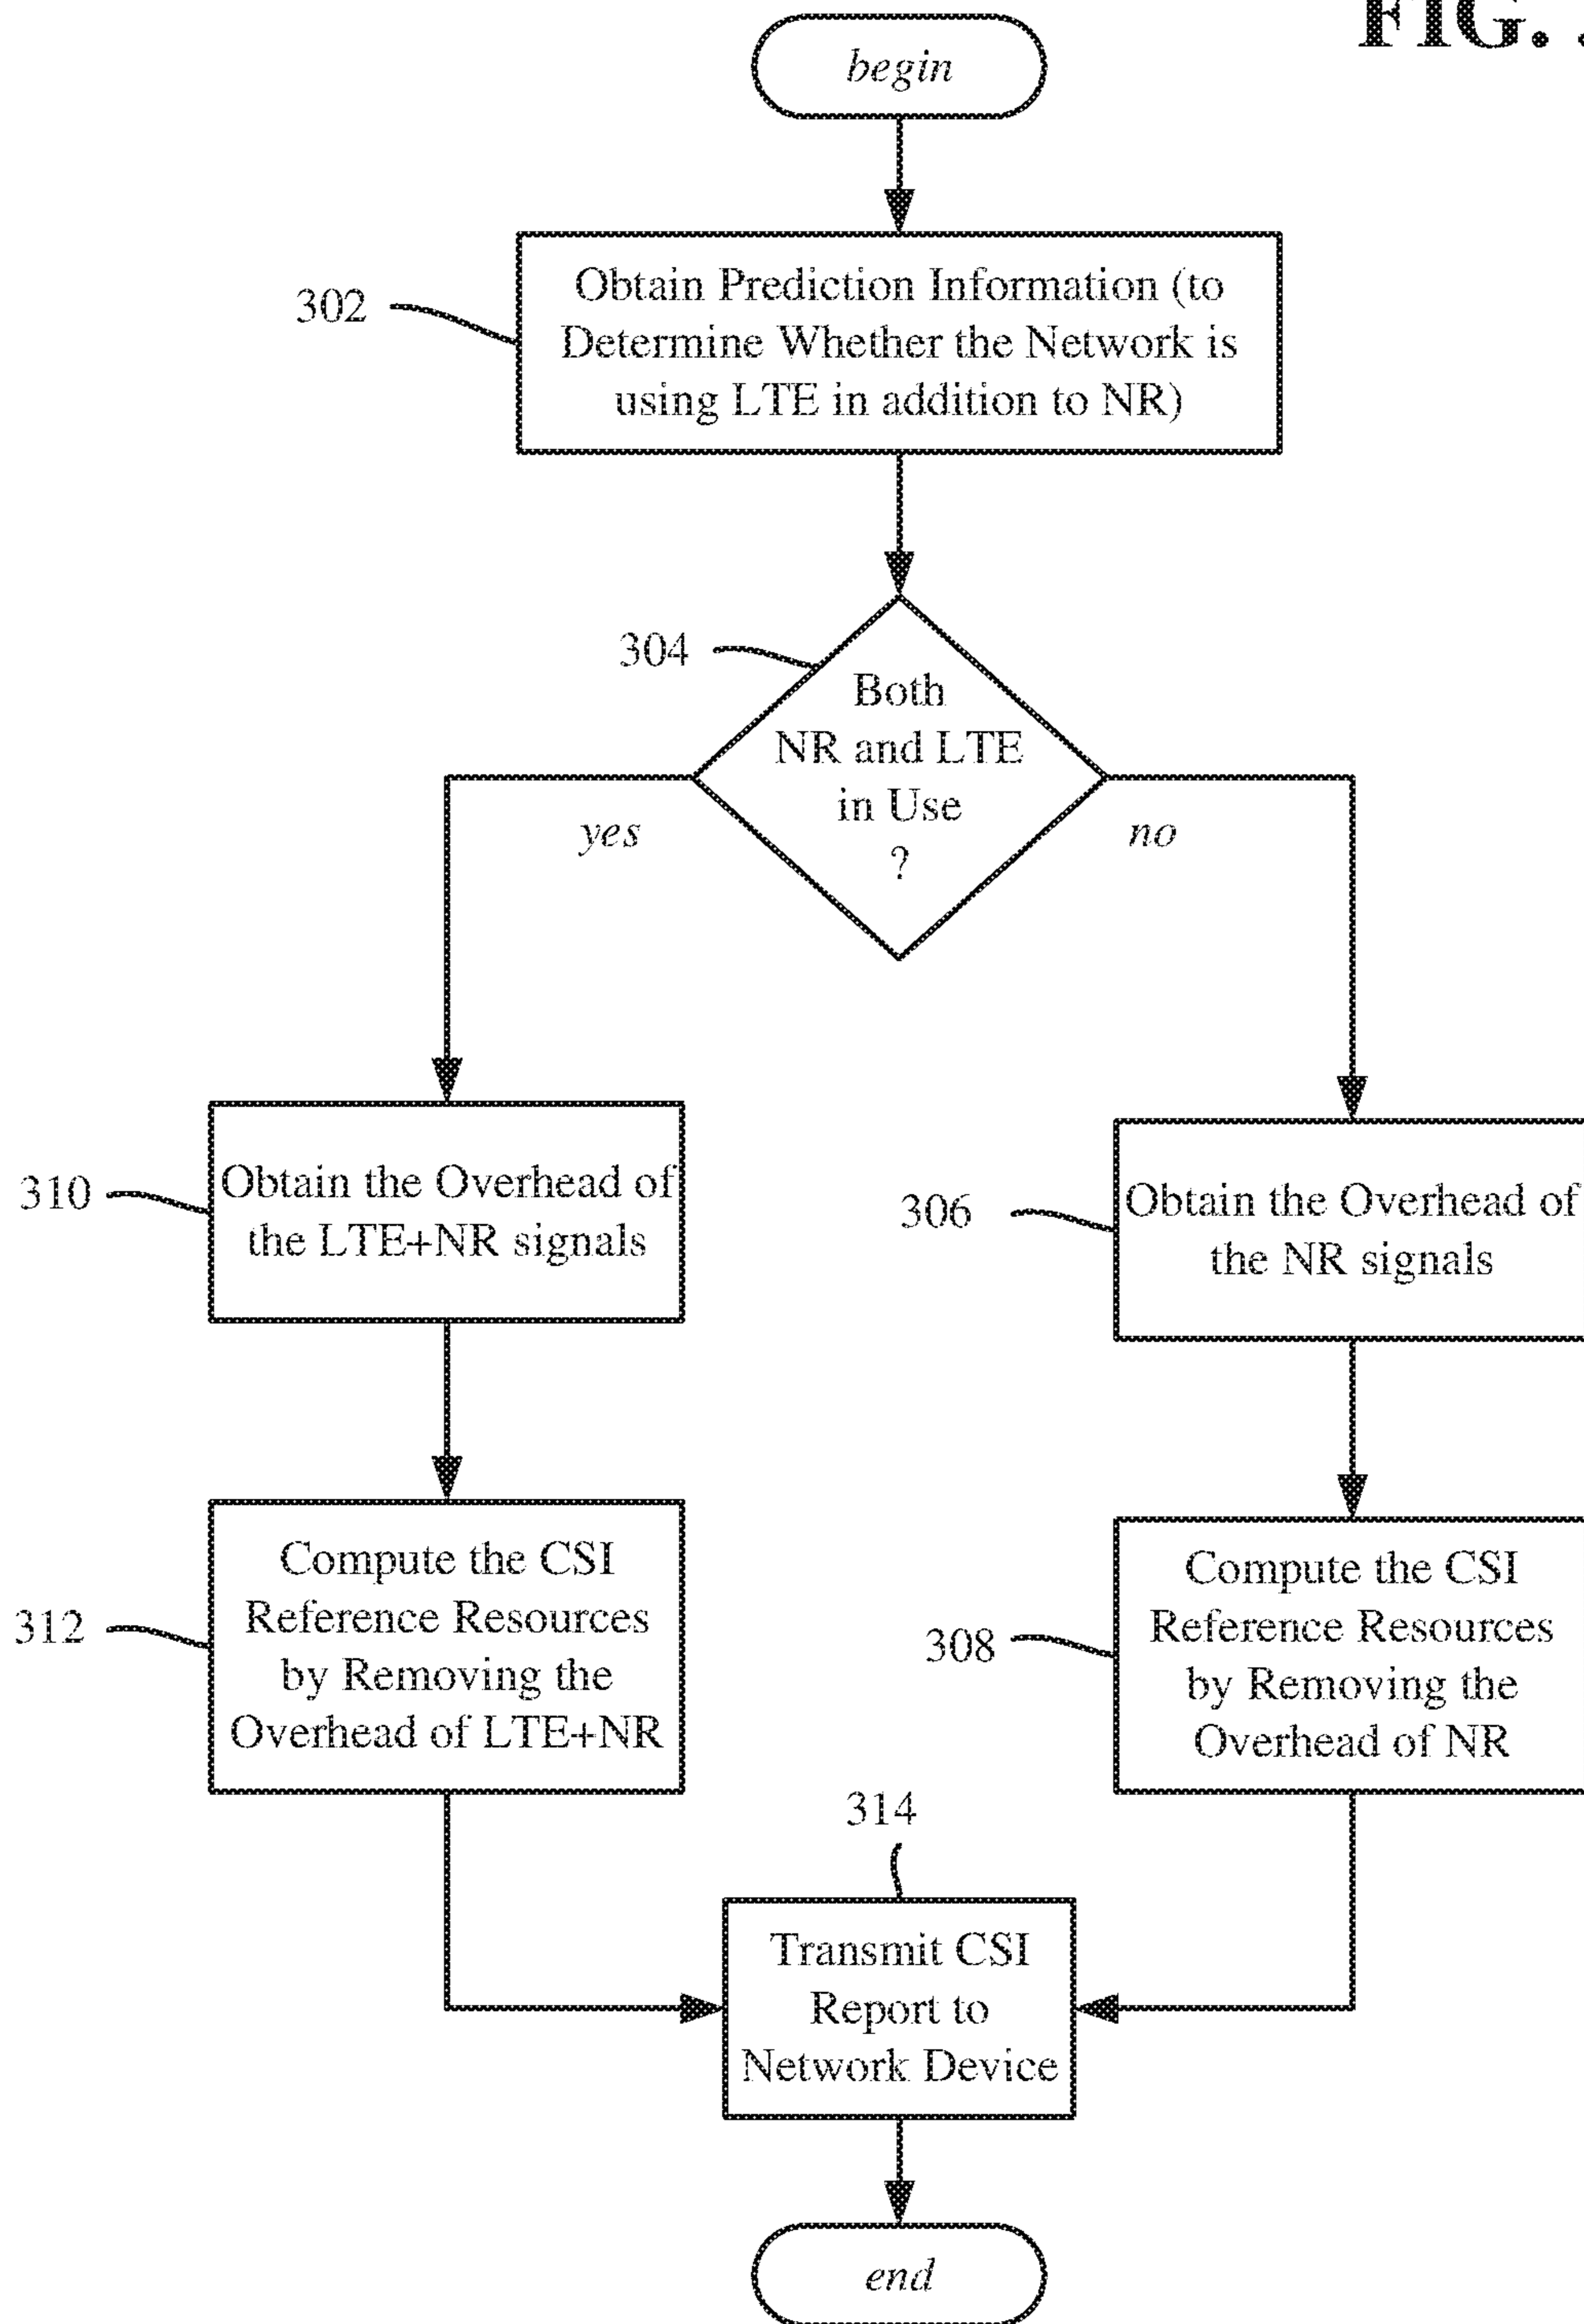 FIG.
begin
302
Obtain Prediction Information (to
Determine Whether the Network is
using LTE in addition to NR)
304
Both
NR and LTE
in Use
?
yes
no
310
Obtain the Overhead of
the LTE+NR signals
306
Obtain the Overhead of
the NR signals
312
Compute the CSI
Reference Resources
by Removing the
Overhead of LTE+NR
308
Compute the CSI
Reference Resources
by Removing the
Overhead of NR
314
Transmit CSI
Report to
Network Device
end